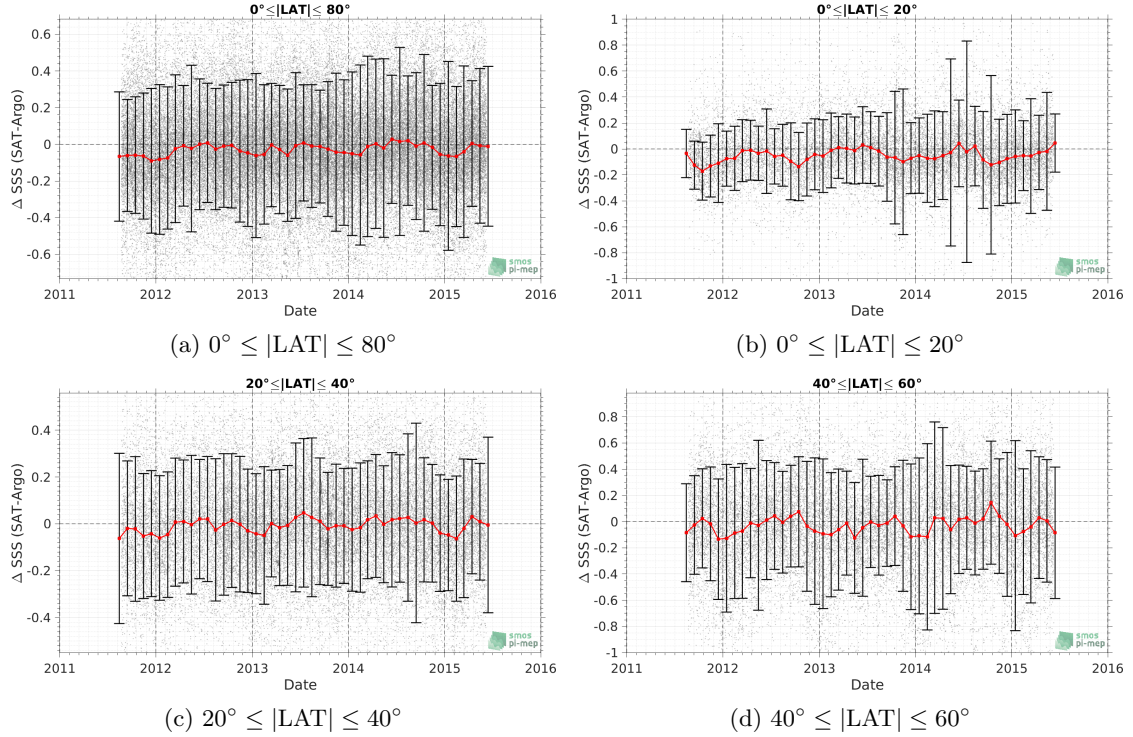 0°≤|LAT|≤ 80°
0.6
0.4
0.2
0
-0.2
-0.4
-0.6
Δ SSS (SAT-Argo)
2011 2012 2013 2014 2015 2016
Date
smos
pi-mep
(a) 0° ≤ |LAT| ≤ 80°
0°≤|LAT|≤ 20°
1
0.8
0.6
0.4
0.2
0
-0.2
-0.4
-0.6
-0.8
-1
Δ SSS (SAT-Argo)
2011 2012 2013 2014 2015 2016
Date
smos
pi-mep
(b) 0° ≤ |LAT| ≤ 20°
20°≤|LAT|≤ 40°
0.4
0.2
0
-0.2
-0.4
Δ SSS (SAT-Argo)
2011 2012 2013 2014 2015 2016
Date
smos
pi-mep
(c) 20° ≤ |LAT| ≤ 40°
40°≤|LAT|≤ 60°
0.8
0.6
0.4
0.2
0
-0.2
-0.4
-0.6
-0.8
-1
Δ SSS (SAT-Argo)
2011 2012 2013 2014 2015 2016
Date
smos
pi-mep
(d) 40° ≤ |LAT| ≤ 60°